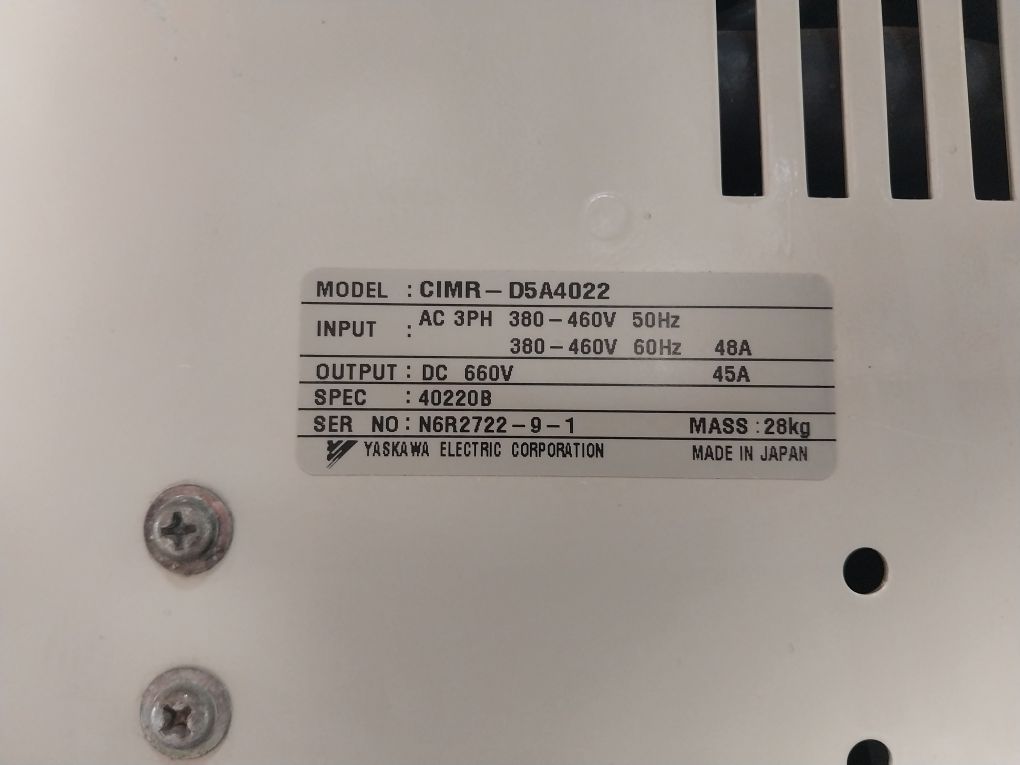 MODEL : CIMR-D5A4022
INPUT : AC 3PH 380-460V 50Hz
380-460V 60Hz 48A
OUTPUT : DC 660V 45A
SPEC : 40220B
SER NO : N6R2722-9-1 MASS : 28kg
YASKAWA ELECTRIC CORPORATION MADE IN JAPAN